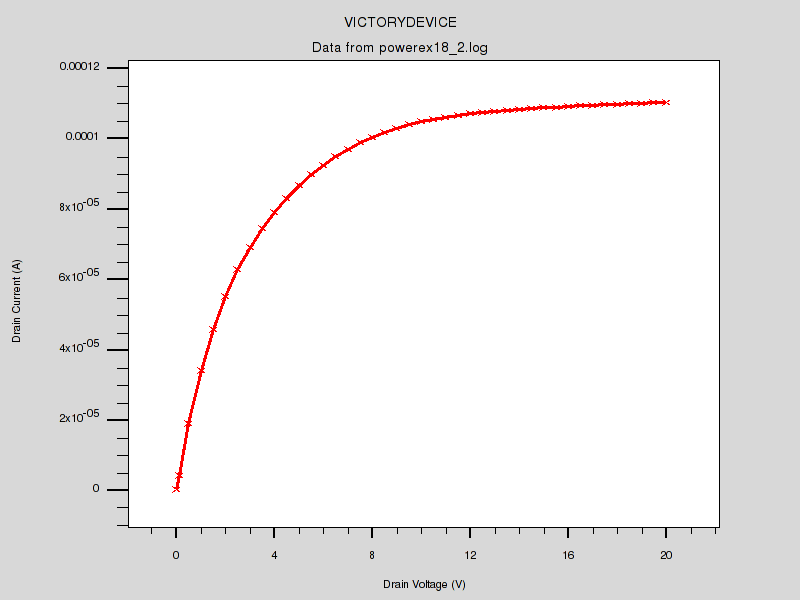 VICTORYDEVICE
Data from powerex18_2.log
0.00012
0.0001
8x10-05
6x10-05
4x10-05
2x10-05
0
Drain Current (A)
0 4 8 12 16 20
Drain Voltage (V)